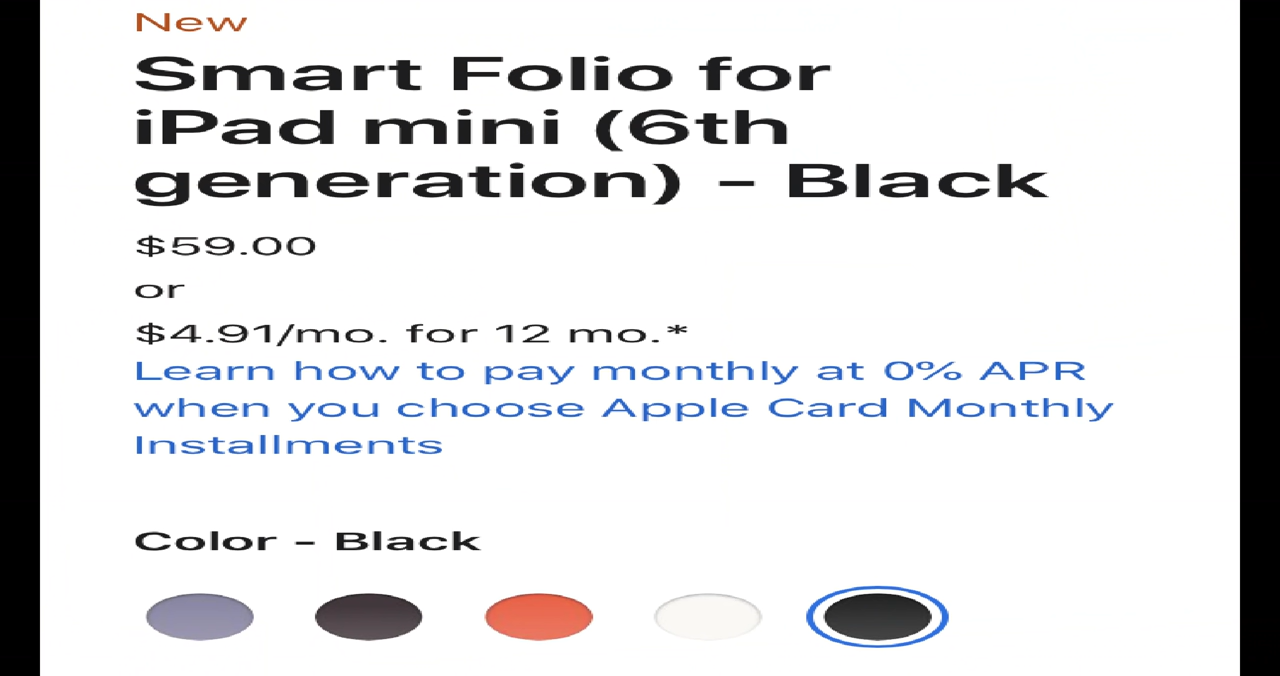 New
Smart Folio for
iPad mini (6th
generation) – Black
$59.00
or
$4.91/mo. for 12 mo.*
Learn how to pay monthly at 0% APR
when you choose Apple Card Monthly
Installments
Color – Black